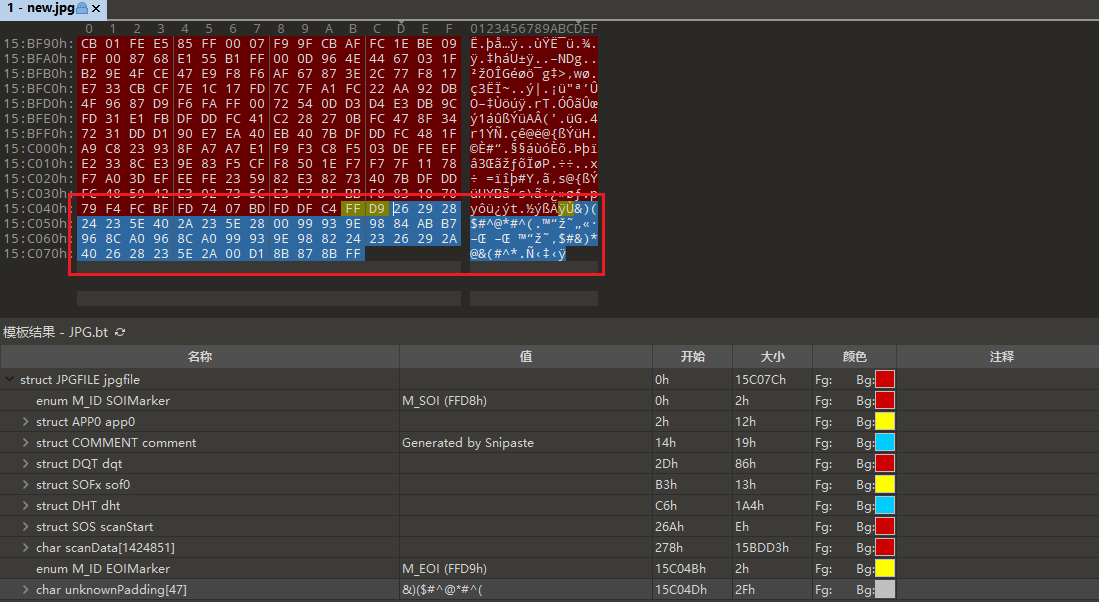 1 - new.jpg
0 1 2 3 4 5 6 7 8 9 A B C D E F 0123456789ABCDEF
15:BF90h: CB 01 FE E5 85 FF 00 07 F9 9F CB AF FC 1E BE 09 Ë.þå…ÿ..ùŸË¯ü.¾.
15:BFA0h: FF 00 87 68 E1 55 B1 FF 00 0D 96 4E 44 67 03 1F ÿ.‡háU±ÿ..–NDg..
15:BFB0h: B2 9E 4F CE 47 E9 F8 F6 AF 67 87 3E 2C 77 F8 17 ²žOÎGéøö¯g‡>,wø.
15:BFC0h: E7 33 CB CF 7E 1C 17 FD 7C 7F A1 FC 22 AA 92 DB ç3ËÏ~..ý|.¡ü"ª’Û
15:BFD0h: 4F 96 87 D9 F6 FA FF 00 72 54 0D D3 D4 E3 DB 9C O–‡Ùöúÿ.rT.ÓÔãÛœ
15:BFE0h: FD 31 E1 FB DF DD FC 41 C2 28 27 0B FC 47 8F 34 ý1áûßÝüAÂ('.üG.4
15:BFF0h: 72 31 DD D1 90 E7 EA 40 EB 40 7B DF DD FC 48 1F r1ÝÑ.çê@ë@{ßÝüH.
15:C000h: A9 C8 23 93 8F A7 A7 E1 F9 F3 C8 F5 03 DE FE EF ©È#“.§§áùóÈõ.Þþï
15:C010h: E2 33 8C E3 9E 83 F5 CF F8 50 1E F7 F7 7F 11 78 â3ŒãžƒõÏøP.÷÷..x
15:C020h: F7 A0 3D EF EE FE 23 59 82 E3 82 73 40 7B DF DD ÷ =ïîþ#Y‚ã‚s@{ßÝ
15:C030h:
15:C040h: 79 F4 FC BF FD 74 07 BD FD DF C4 FF D9 26 29 28 yôü¿ýt.½ýßÄÿÙ&)(
15:C050h: 24 23 5E 40 2A 23 5E 28 00 99 93 9E 98 84 AB B7 $#^@*#^(.™“ž˜„«·
15:C060h: 96 8C A0 96 8C A0 99 93 9E 98 82 24 23 26 29 2A –Œ –Œ ™“ž˜‚$#&)*
15:C070h: 40 26 28 23 5E 2A 00 D1 8B 87 8B FF @&(#^*.Ñ‹‡‹ÿ
模板结果 - JPG.bt
名称 值 开始 大小 颜色 注释
struct JPGFILE jpgfile 0h 15C07Ch Fg: Bg:
enum M_ID SOIMarker M_SOI (FFD8h) 0h 2h Fg: Bg:
struct APP0 app0 2h 12h Fg: Bg:
struct COMMENT comment Generated by Snipaste 14h 19h Fg: Bg:
struct DQT dqt 2Dh 86h Fg: Bg:
struct SOFx sof0 B3h 13h Fg: Bg:
struct DHT dht C6h 1A4h Fg: Bg:
struct SOS scanStart 26Ah Eh Fg: Bg:
char scanData[1424851] 278h 15BDD3h Fg: Bg:
enum M_ID EOIMarker M_EOI (FFD9h) 15C04Bh 2h Fg: Bg:
char unknownPadding[47] &)($#^@*#^( 15C04Dh 2Fh Fg: Bg: